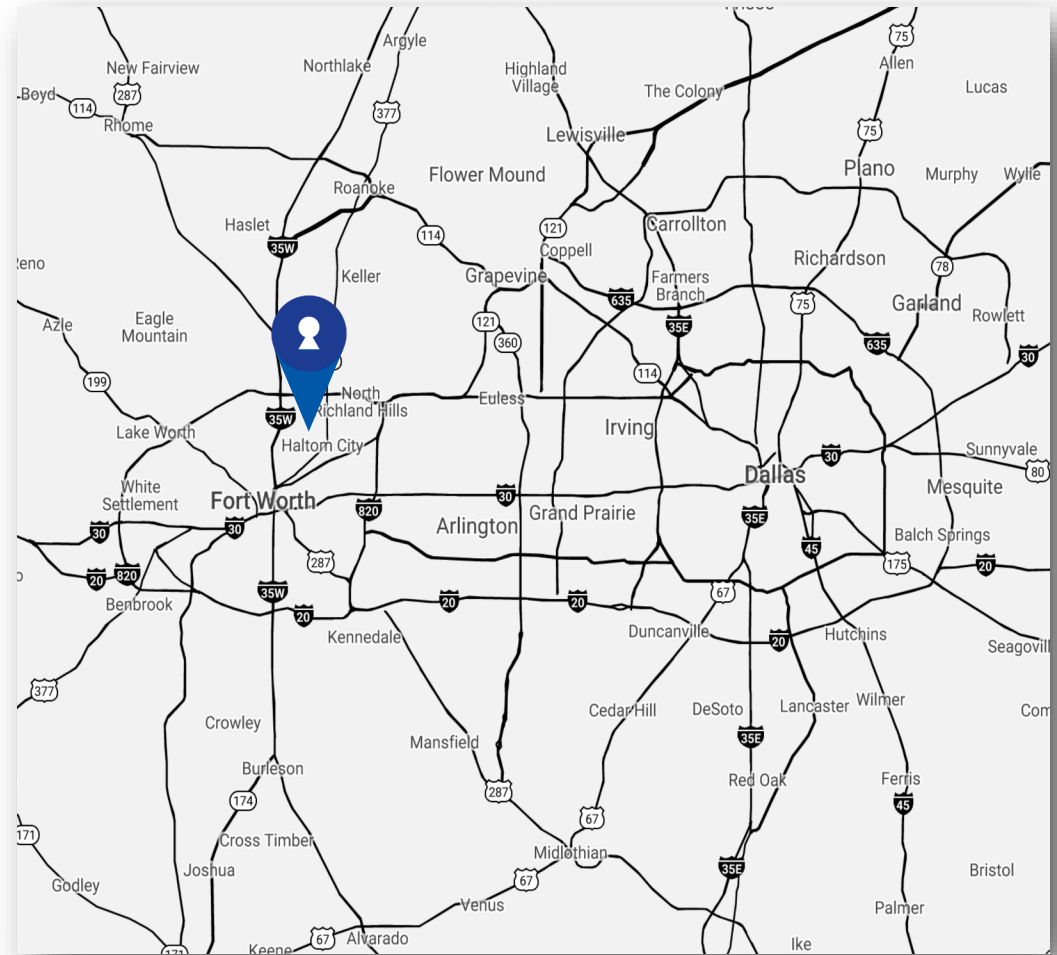 Argyle
75
New Fairview
Northlake
Highland
Village
Allen
Boyd
114
287
377
The Colony
Lucas
Rhome
Lewisville
75
Flower Mound
Plano
Murphy
Wylie
Roanoke
Haslet
35W
114
121
Carrollton
Coppell
Richardson
78
Keller
Grapevine
635
Farmers
Branch
75
Garland
Rowlett
Azle
Eagle
Mountain
121
360
35E
635
30
199
114
North
Richland Hills
35W
Euless
Lake Worth
Haltom City
Irving
Dallas
30
Sunnyvale
80
White
Settlement
Fort Worth
820
30
Arlington
Grand Prairie
35E
Mesquite
30
30
45
Balch Springs
287
175
20
820
35W
20
20
20
67
20
Benbrook
Kennedale
Duncanville
20
Hutchins
377
Crowley
Mansfield
Cedar Hill
DeSoto
Lancaster
Wilmer
35E
Burleson
174
287
67
Red Oak
Ferris
45
171
Cross Timber
Joshua
Midlothian
35E
Godley
67
Bristol
Venus
Palmer
67
Alvarado
Keene
Ike
171